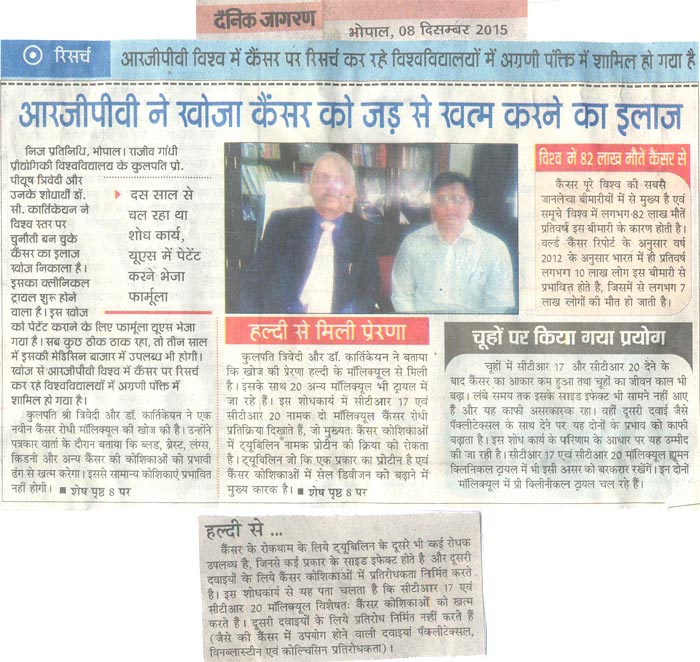 दैनिक जागरण
भोपाल, 08 दिसम्बर 2015
रिसर्च
आरजीपीवी विश्व में कैंसर पर रिसर्च कर रहे विश्वविद्यालयों में अग्रणी पंक्ति में शामिल हो गया है
आरजीपीवी ने खोजा कैंसर को जड़ से खत्म करने का इलाज
निज प्रतिनिधि, भोपाल। राजीव गांधी
प्रौयोगिकी विश्वविद्यालय के कुलपति प्रो.
पीयूष त्रिवेदी और
उनके शोधार्थी डॉ.
सी. कार्तिकेयन ने
विश्व स्तर पर
चुनौती बन चुके
कैंसर का इलाज
खोज निकाला है।
इसका क्लीनिकल
ट्रायल शुरु होने
वाला है। इस खोज
को पेटेंट कराने के लिए फार्मूला यूएस भेजा
गया है। सब कुछ ठीक ठाक रहा, तो तीन साल
में इसकी मेडिसिन बाजार में उपलब्ध भी होगी।
खोज से आरजीपीवी विश्व में कैंसर पर रिसर्च
कर रहे विश्वविद्यालयों में अग्रणी पंक्ति में
शामिल हो गया है।
कुलपति श्री त्रिवेदी और डॉ. कार्तिकेयन ने एक
नवीन कैंसर रोधी मॉलिक्यूल की खोज की है। उन्होंने
पत्रकार वार्ता के दौरान बताया कि ब्लड, ब्रेस्ट, लंग्स,
किडनी और अन्य कैंसर की कोशिकाओं को प्रभावी
ढंग से खत्म करेगा। इससे सामान्य कोशिकाएं प्रभावित
नहीं होगी। ■ शेष पृष्ठ 8 पर
दस साल से
चल रहा था
शोध कार्य,
यूएस में पेटेंट
करने भेजा
फार्मूला
हल्दी से मिली प्रेरणा
कुलपति त्रिवेदी और डॉ. कार्तिकेयन ने बताया
कि खोज की प्रेरणा हल्दी के मॉलिक्यूल से मिली
है। इसके साथ 20 अन्य मॉलिक्यूल भी ट्रायल में
जा रहे हैं। इस शोधकार्य में सीटीआर 17 एवं
सीटीआर 20 नामक दो मॉलिक्यूल कैंसर रोधी
प्रतिक्रिया दिखाते हैं, जो मुख्यतः कैंसर कोशिकाओं
में ट्यूबिलिन नामक प्रोटीन की क्रिया को रोकता
है। ट्यूबिलिन जो कि एक प्रकार का प्रोटीन है एवं
कैंसर कोशिकाओं में सेल डिवीजन को बढ़ाने में
मुख्य कारक है। ■ शेष पृष्ठ 8 पर
विश्व में 82 लाख मौतें कैंसर से
कैंसर पूरे विश्व की सबसे
जानलेवा बीमारीयों में से मुख्य है एवं
समूचे विश्व में लगभग 82 लाख मौतें
प्रतिवर्ष इस बीमारी के कारण होती है।
वर्ल्ड कैंसर रिपोर्ट के अनुसार वर्ष
2012 के अनुसार भारत में ही प्रतिवर्ष
लगभग 10 लाख लोग इस बीमारी से
प्रभावित होते है, जिसमें से लगभग 7
लाख लोगों की मौत हो जाती है।
चूहों पर किया गया प्रयोग
चूहों में सीटीआर 17 और सीटीआर 20 देने के
बाद कैंसर का आकार कम हुआ तथा चूहों का जीवन काल भी
बढ़ा। लंबे समय तक इसके साइड इफेक्ट भी सामने नहीं आए
हैं और यह काफी असरकारक रहा। वहीं दूसरी दवाई जैसे
पॅक्लीटेक्सल के साथ देने पर यह दोनों के प्रभाव को काफी
बढ़ाता है। इस शोध कार्य के परिणाम के आधार पर यह उम्मीद
की जा रही है। सीटीआर 17 एवं सीटीआर 20 मॉलिक्यूल ह्यूमन
क्लिनिकल ट्रायल में भी इसी असर को बरकरार रखेंगें। इन दोनों
मॉलिक्यूल में प्री क्लिीनीकल ट्रायल चल रहे हैं।
हल्दी से ...
कैंसर के रोकथाम के लिये ट्यूबिलिन के दूसरे भी कई रोधक
उपलब्ध है, जिनसे कई प्रकार के साइड इफेक्ट होते है और दूसरी
दवाइयों के लिये कैंसर कोशिकाओं में प्रतिरोधकता निर्मित करते
है। इस शोधकार्य से यह पता चलता है कि सीटीआर 17 एवं
सीटीआर 20 मॉलिक्यूल विशेषतः कैंसर कोशिकाओं को खत्म
करते हैं। दूसरी दवाइयों के लिये प्रतिरोध निर्मित नहीं करते हैं
(जैसे की कैंसर में उपयोग होने वाली दवाइयां पॅक्लीटेक्सल,
विनब्लास्टीन एवं कोल्चिसिन प्रतिरोधकता)।